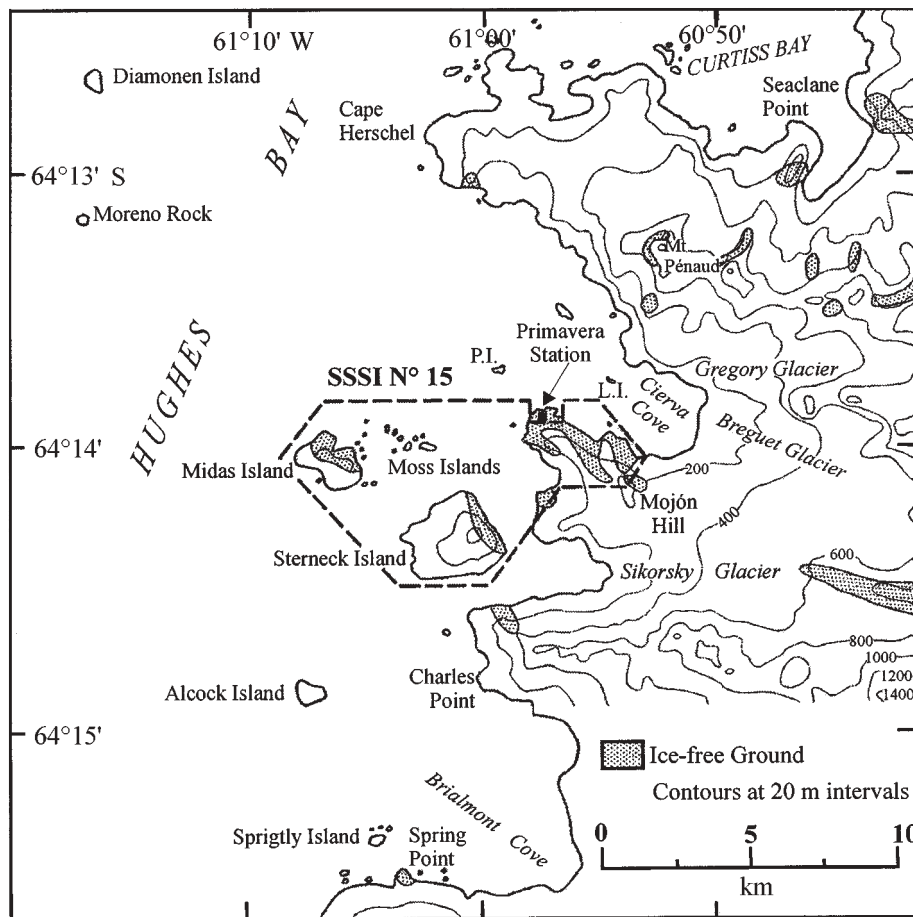 61°10' W
61°00'
60°50'
Diamonen Island
CURTISS BAY
Seaclane
Point
Cape
Herschel
BAY
64°13' S
Moreno Rock
Mt
Pénaud
HUGHES
Primavera
Station
P.I.
SSSI N° 15
L.I.
Gregory Glacier
Cierva
Cove
Breguet Glacier
64°14'
Midas Island
Moss Islands
200
Mojón
Hill
400
Sterneck Island
Sikorsky Glacier
600
800
1000
1200
<1400
Charles
Point
Alcock Island
64°15'
Ice-free Ground
Contours at 20 m intervals
Brialmont
Cove
Sprigtly Island
Spring
Point
0 5 10
km